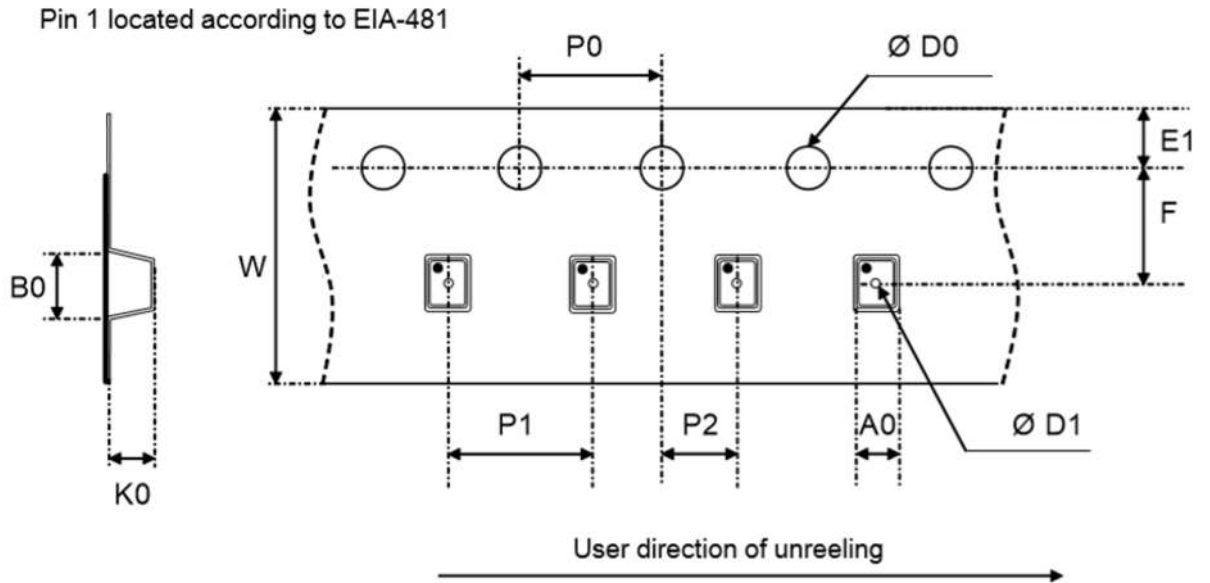 Pin 1 located according to EIA-481
P0
Ø D0
E1
F
W
B0
P1
P2
A0
Ø D1
K0
User direction of unreeling